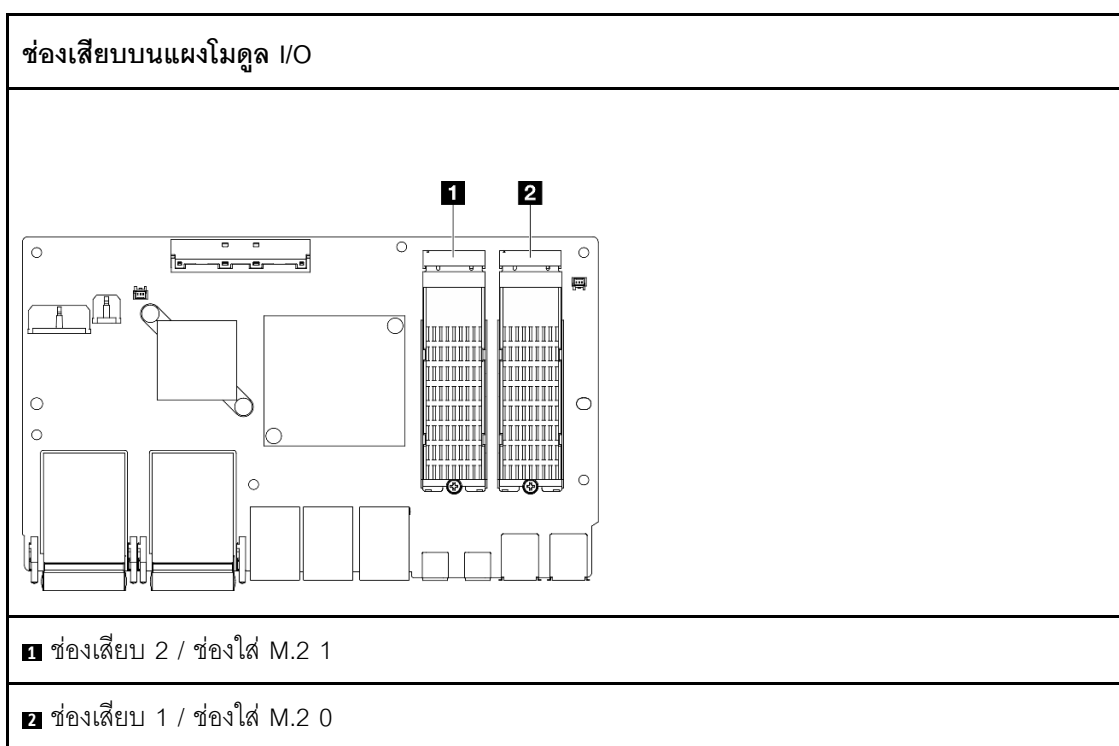 ช่องเสียบบนแผงโมดูล I/O
1 2
1 ช่องเสียบ 2 / ช่องใส่ M.2 1
2 ช่องเสียบ 1 / ช่องใส่ M.2 0